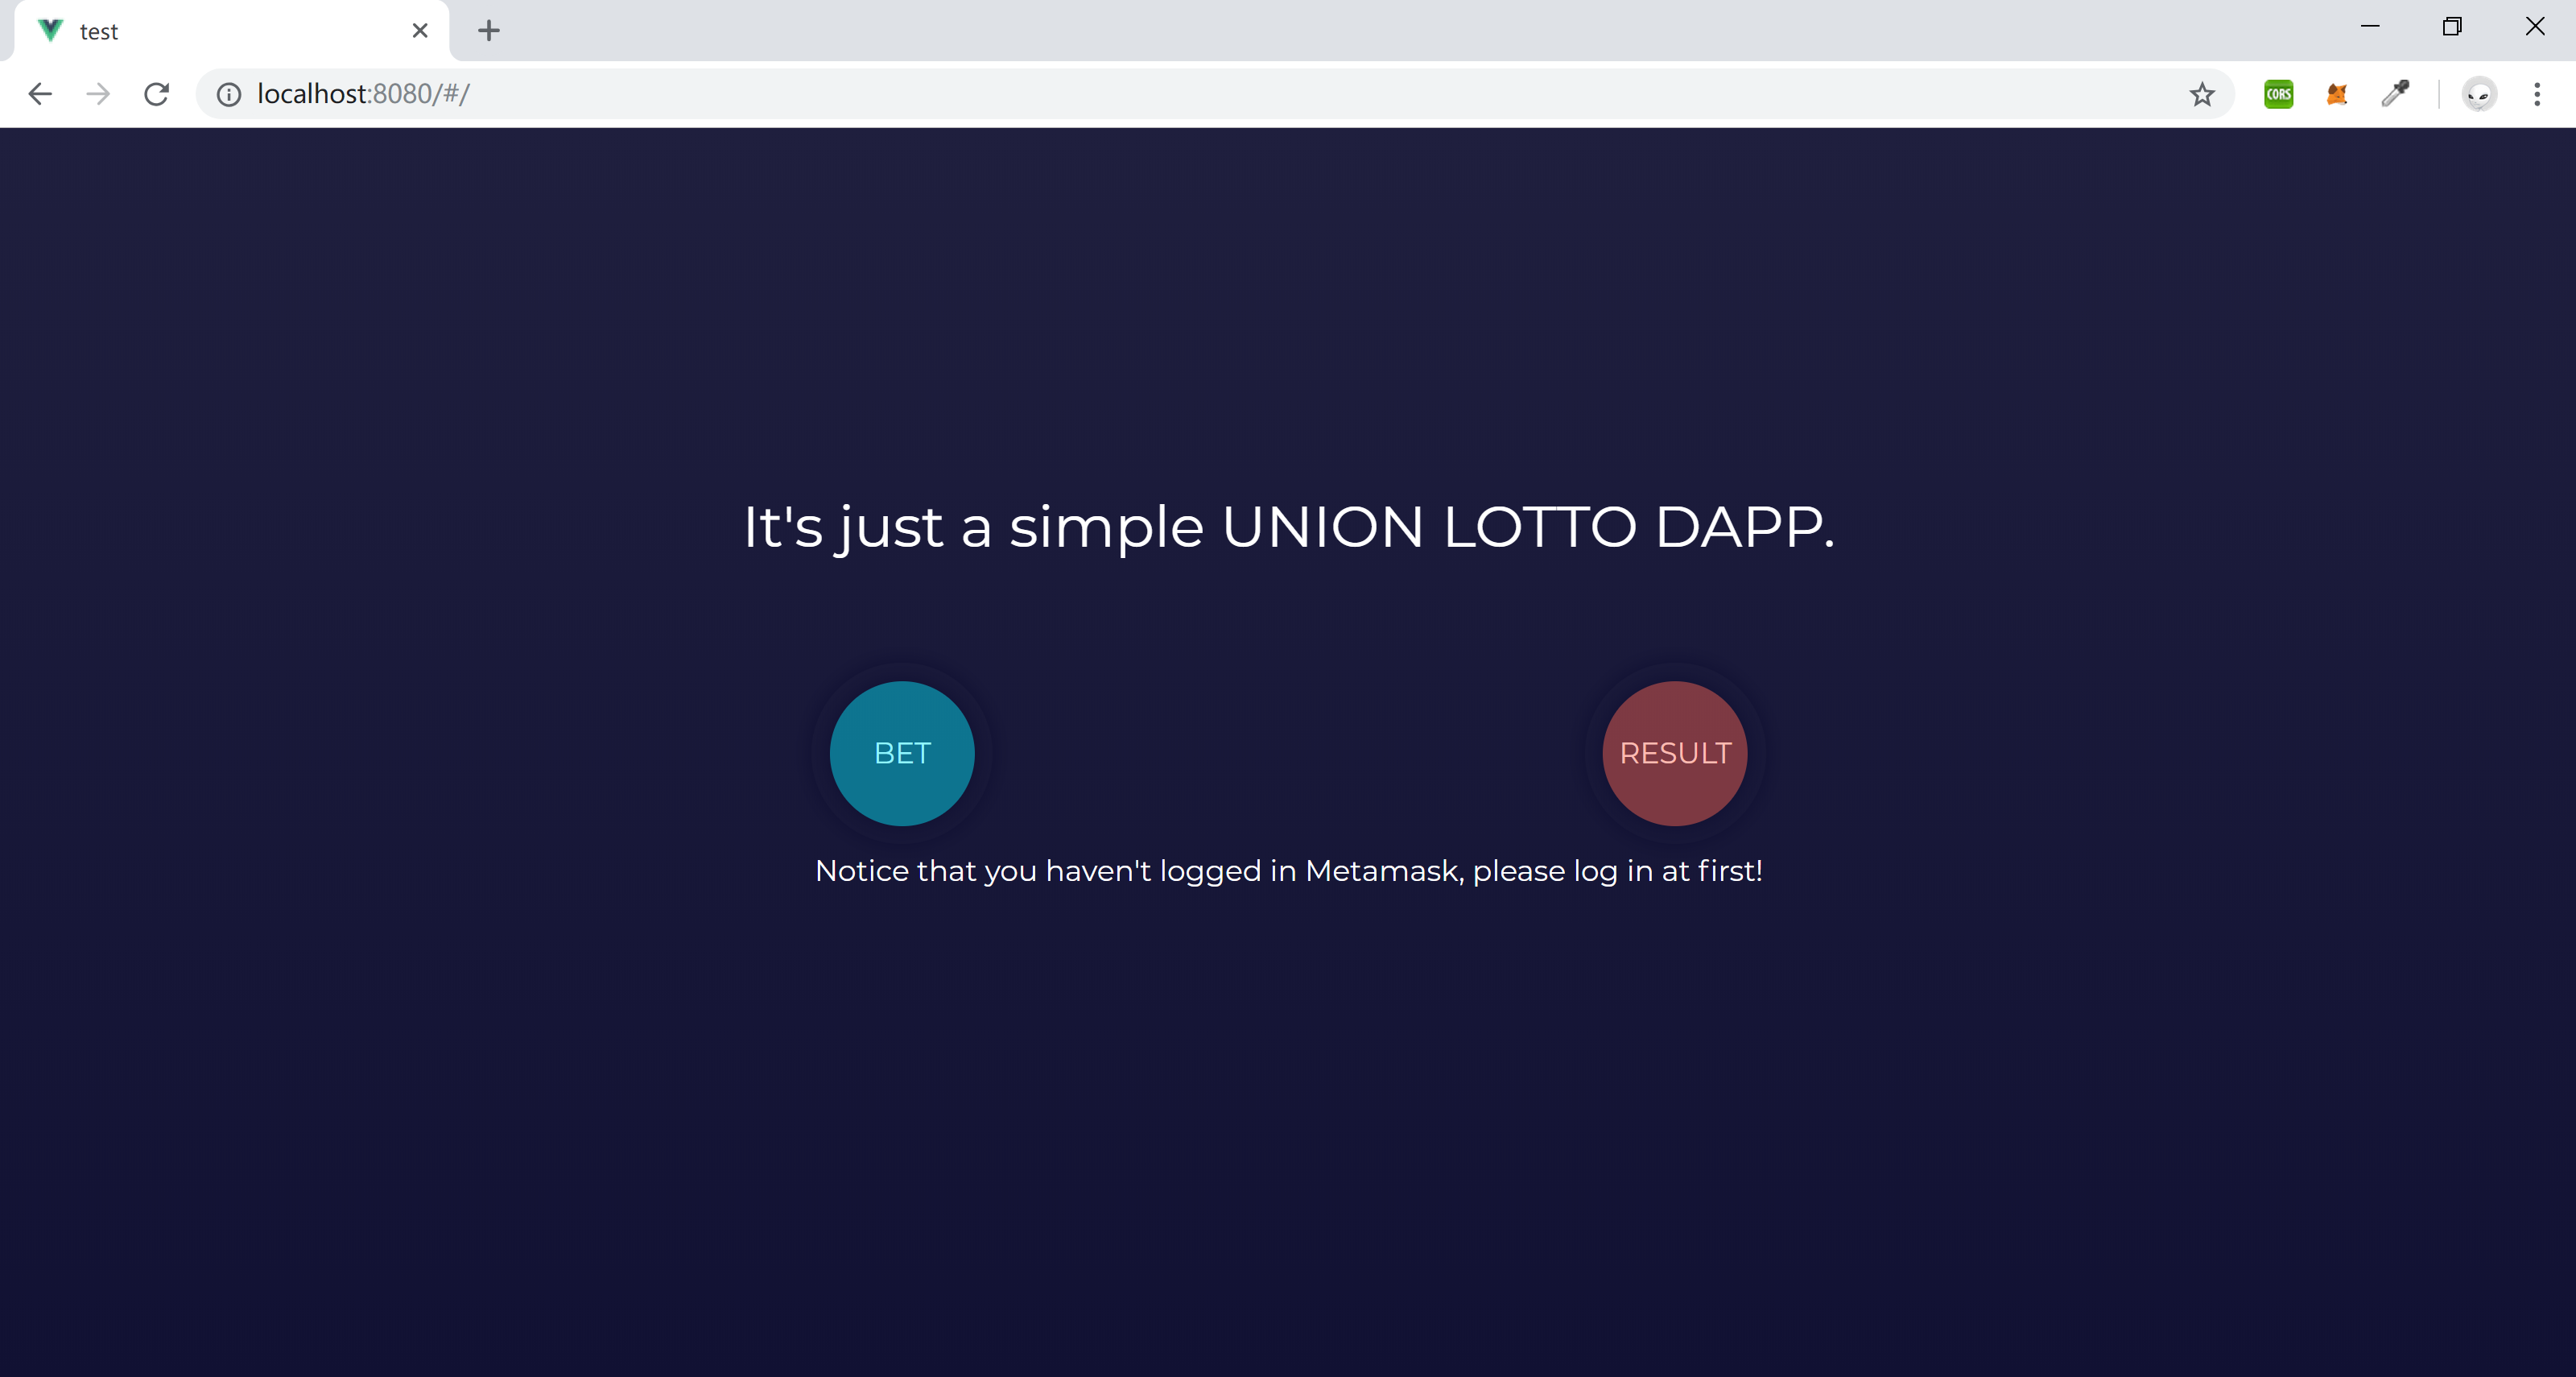 test
localhost:8080/#/
CORS
It's just a simple UNION LOTTO DAPP.
BET
RESULT
Notice that you haven't logged in Metamask, please log in at first!